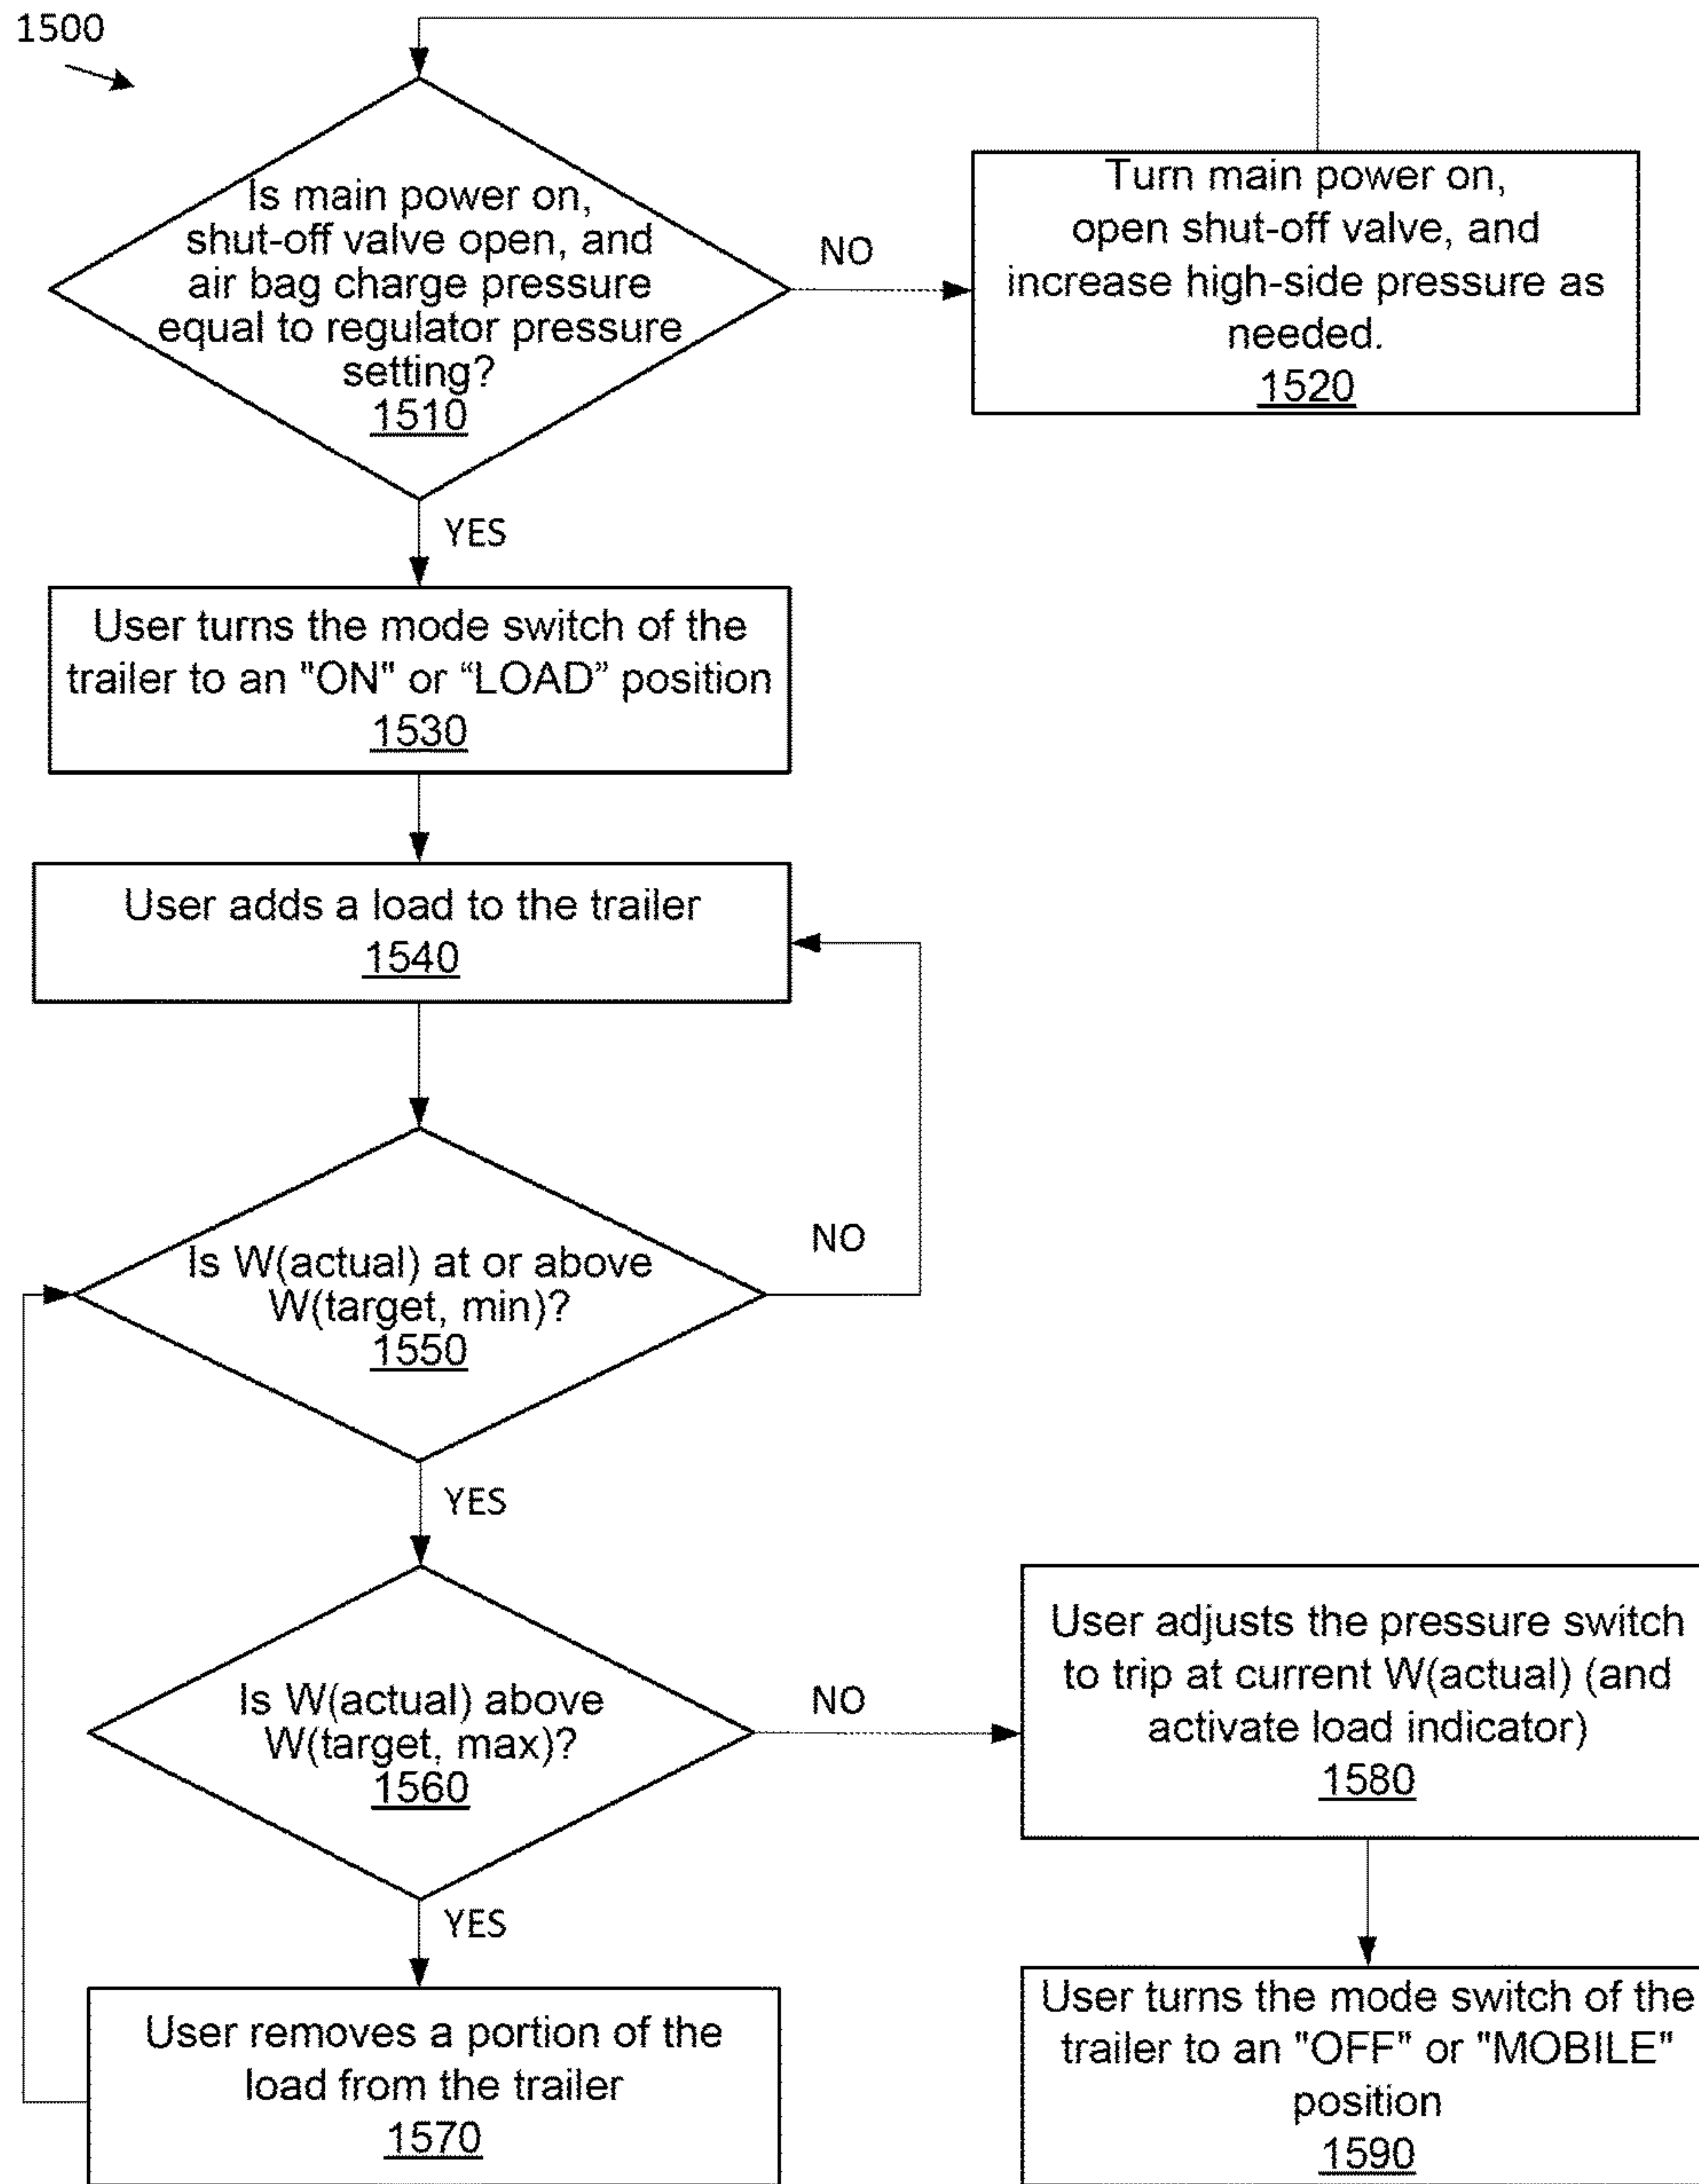 1500
Is main power on,
shut-off valve open, and
air bag charge pressure
equal to regulator pressure
setting?
1510
NO
Turn main power on,
open shut-off valve, and
increase high-side pressure as
needed.
1520
YES
User turns the mode switch of the
trailer to an "ON" or “LOAD” position
1530
User adds a load to the trailer
1540
Is W(actual) at or above
W(target, min)?
1550
NO
YES
Is W(actual) above
W(target, max)?
1560
NO
User adjusts the pressure switch
to trip at current W(actual) (and
activate load indicator)
1580
YES
User removes a portion of the
load from the trailer
1570
User turns the mode switch of the
trailer to an "OFF" or "MOBILE"
position
1590